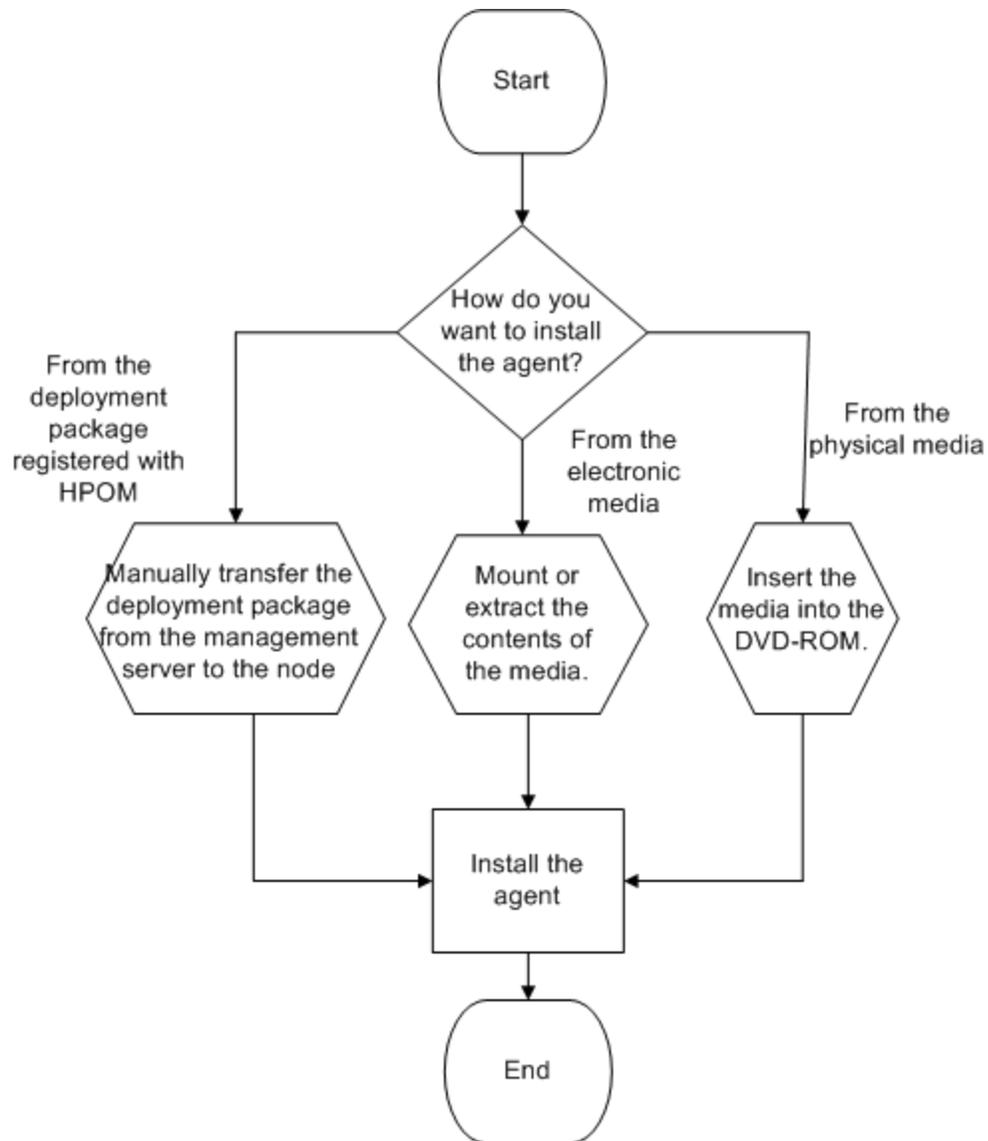 Start
How do you
want to install
the agent?
From the
deployment
package
registered with
HPOM
From the
electronic
media
From the
physical media
Manually transfer the
deployment package
from the management
server to the node
Mount or
extract the
contents of
the media.
Insert the
media into the
DVD-ROM.
Install the
agent
End